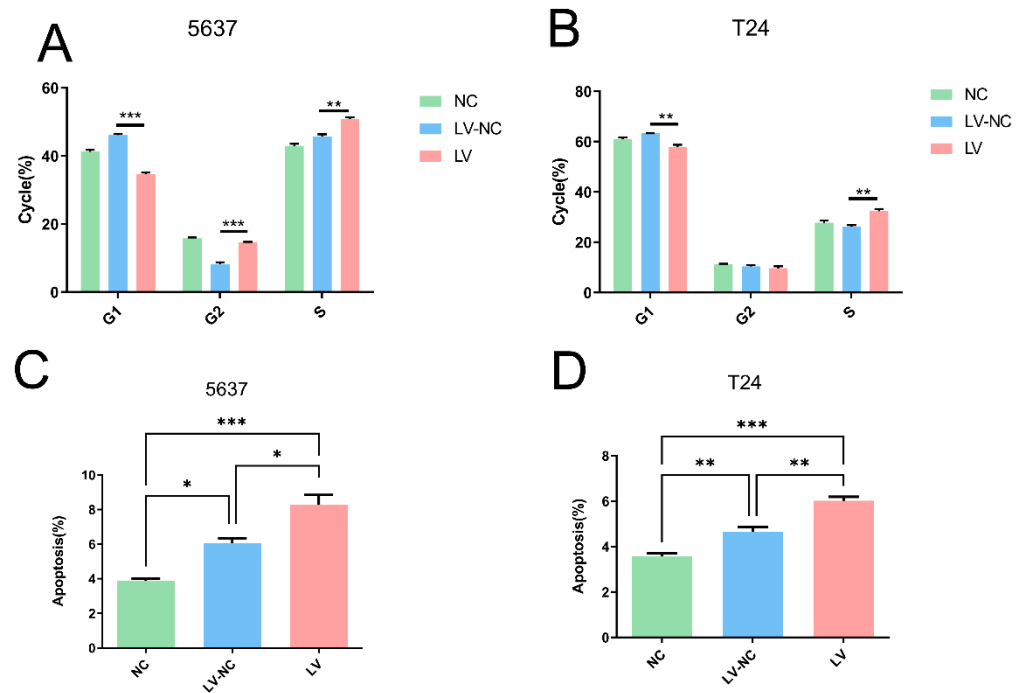 A
5637
Cycle(%)
60
40
20
0
***
***
**
G1
G2
S
NC
LV-NC
LV
B
T24
Cycle(%)
80
60
40
20
0
**
**
G1
G2
S
NC
LV-NC
LV
C
5637
Apoptosis(%)
10
8
6
4
2
0
***
*
*
NC
LV-NC
LV
D
T24
Apoptosis(%)
8
6
4
2
0
***
**
**
NC
LV-NC
LV